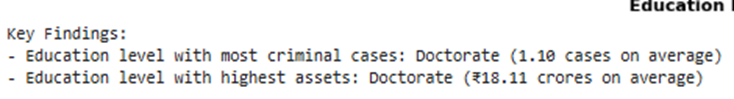 Education
Key Findings:
- Education level with most criminal cases: Doctorate (1.10 cases on average)
- Education level with highest assets: Doctorate (₹18.11 crores on average)